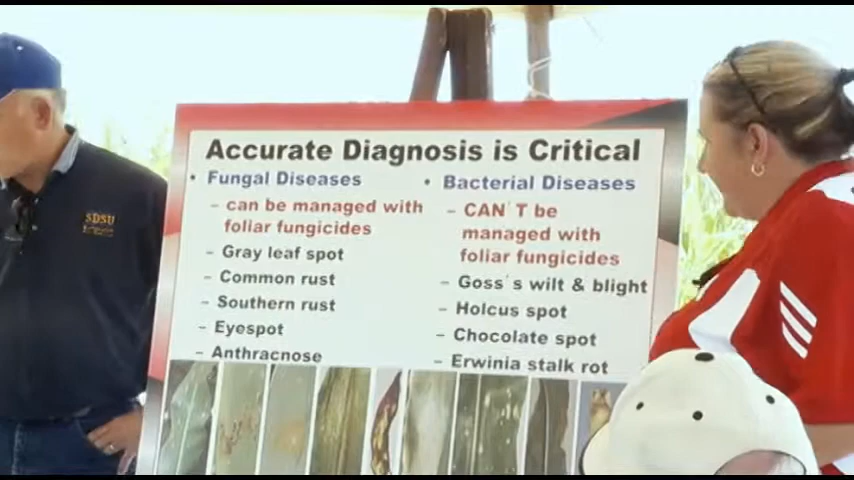 Accurate Diagnosis is Critical
• Fungal Diseases
– can be managed with
foliar fungicides
– Gray leaf spot
– Common rust
– Southern rust
– Eyespot
– Anthracnose
• Bacterial Diseases
– CAN'T be
managed with
foliar fungicides
– Goss's wilt & blight
– Holcus spot
– Chocolate spot
– Erwinia stalk rot
SDSU